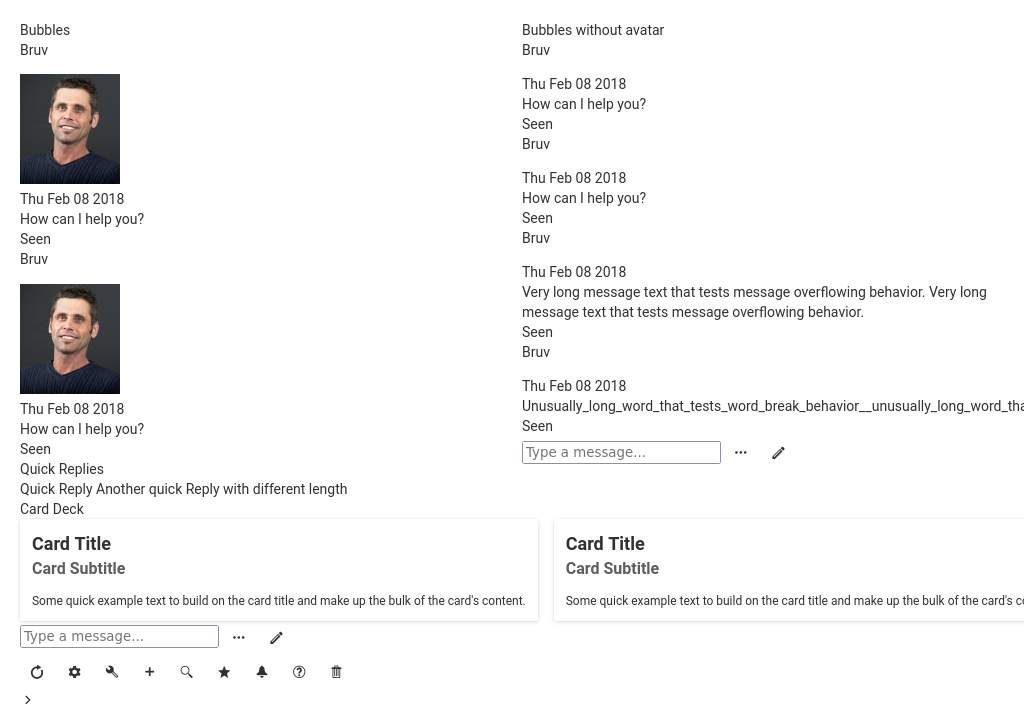 Bubbles
Bruv
Thu Feb 08 2018
How can I help you?
Seen
Bruv
Thu Feb 08 2018
How can I help you?
Seen
Quick Replies
Quick Reply Another quick Reply with different length
Card Deck
Card Title
Card Subtitle
Some quick example text to build on the card title and make up the bulk of the card's content.
Card Title
Card Subtitle
Some quick example text to build on the card title and make up the bulk of the card's
Type a message...
Bubbles without avatar
Bruv
Thu Feb 08 2018
How can I help you?
Seen
Bruv
Thu Feb 08 2018
How can I help you?
Seen
Bruv
Thu Feb 08 2018
Very long message text that tests message overflowing behavior. Very long
message text that tests message overflowing behavior.
Seen
Bruv
Thu Feb 08 2018
Unusually_long_word_that_tests_word_break_behavior__unusually_long_word_tha
Seen
Type a message...